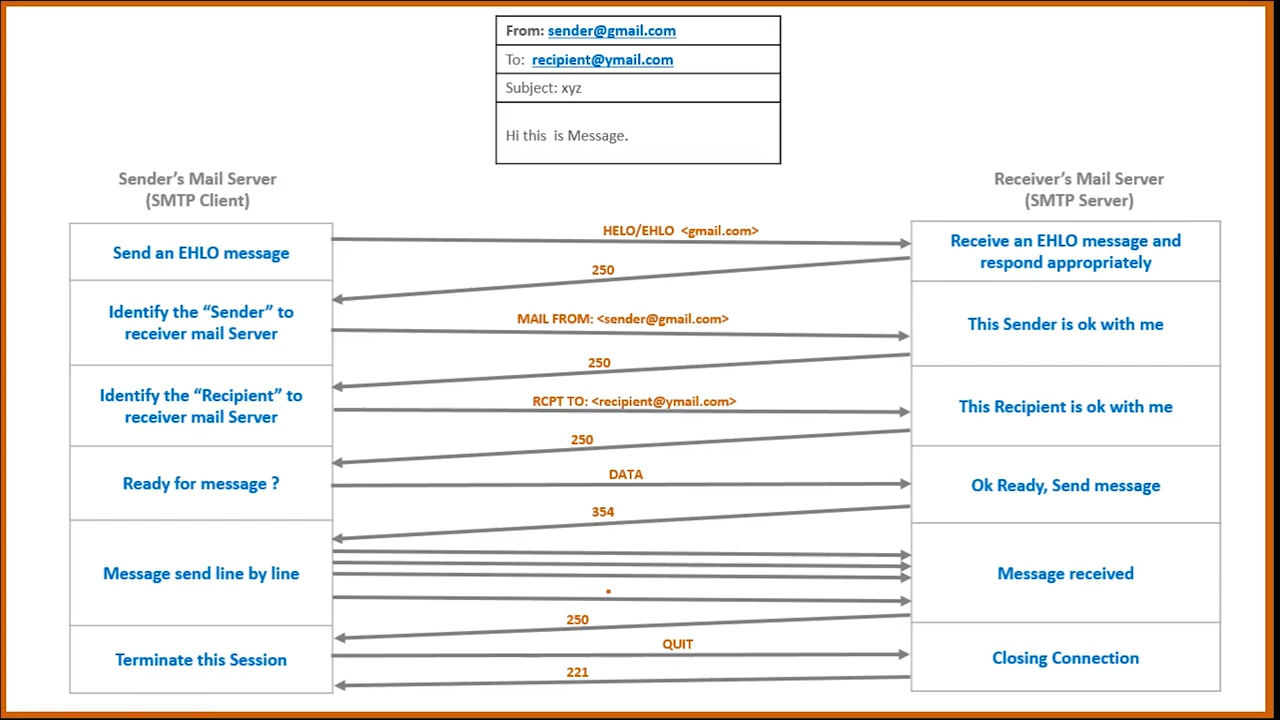 From: sender@gmail.com
To: recipient@ymail.com
Subject: xyz
Hi this is Message.
Sender's Mail Server
(SMTP Client)
Receiver's Mail Server
(SMTP Server)
Send an EHLO message
HELO/EHLO <gmail.com>
Receive an EHLO message and
respond appropriately
250
Identify the “Sender” to
receiver mail Server
MAIL FROM: <sender@gmail.com>
This Sender is ok with me
250
Identify the “Recipient” to
receiver mail Server
RCPT TO: <recipient@ymail.com>
This Recipient is ok with me
250
Ready for message ?
DATA
Ok Ready, Send message
354
Message send line by line
.
Message received
250
Terminate this Session
QUIT
Closing Connection
221